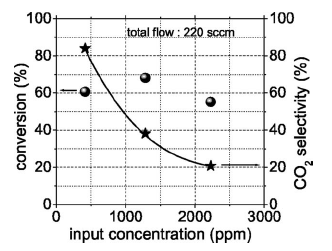 total flow : 220 sccm
conversion (%)
100
80
60
40
20
0
100
80
60
40
20
0
CO₂ selectivity (%)
0 1000 2000 3000
input concentration (ppm)